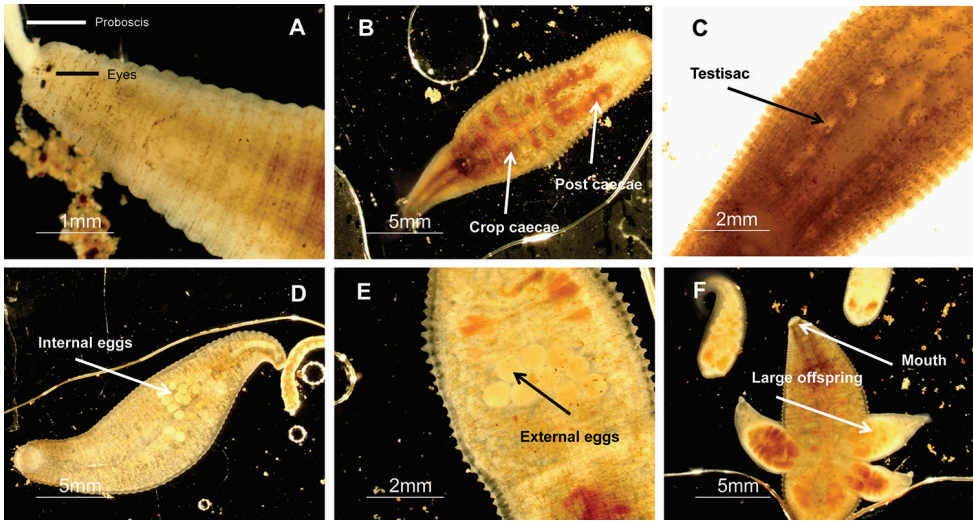 A
Proboscis
Eyes
1mm
B
Post caecae
Crop caecae
5mm
C
Testisac
2mm
D
Internal eggs
5mm
E
External eggs
2mm
F
Mouth
Large offspring
5mm